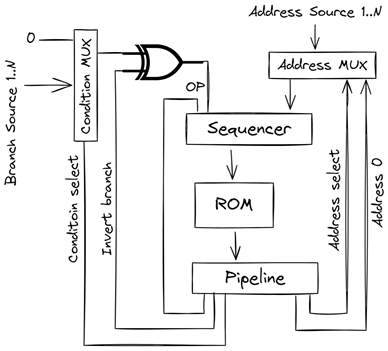 Address Source 1..N
0
Condition MUX
Address MUX
Branch Source 1..N
OP
Sequencer
Conditoin select
Invert branch
ROM
Address select
Address 0
Pipeline